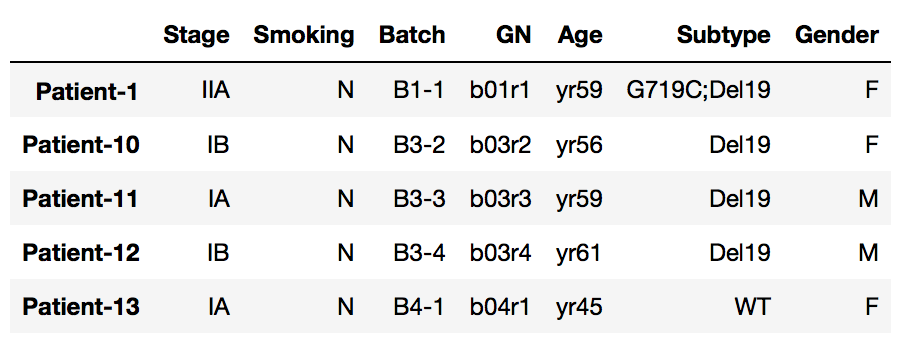 Stage Smoking Batch GN Age Subtype Gender
Patient-1 IIA N B1-1 b01r1 yr59 G719C;Del19 F
Patient-10 IB N B3-2 b03r2 yr56 Del19 F
Patient-11 IA N B3-3 b03r3 yr59 Del19 M
Patient-12 IB N B3-4 b03r4 yr61 Del19 M
Patient-13 IA N B4-1 b04r1 yr45 WT F